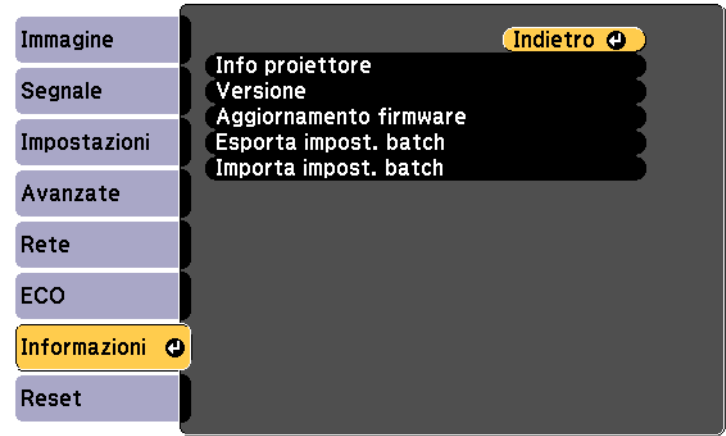 Immagine
Segnale
Impostazioni
Avanzate
Rete
ECO
Informazioni
Reset
Indietro
Info proiettore
Versione
Aggiornamento firmware
Esporta impost. batch
Importa impost. batch